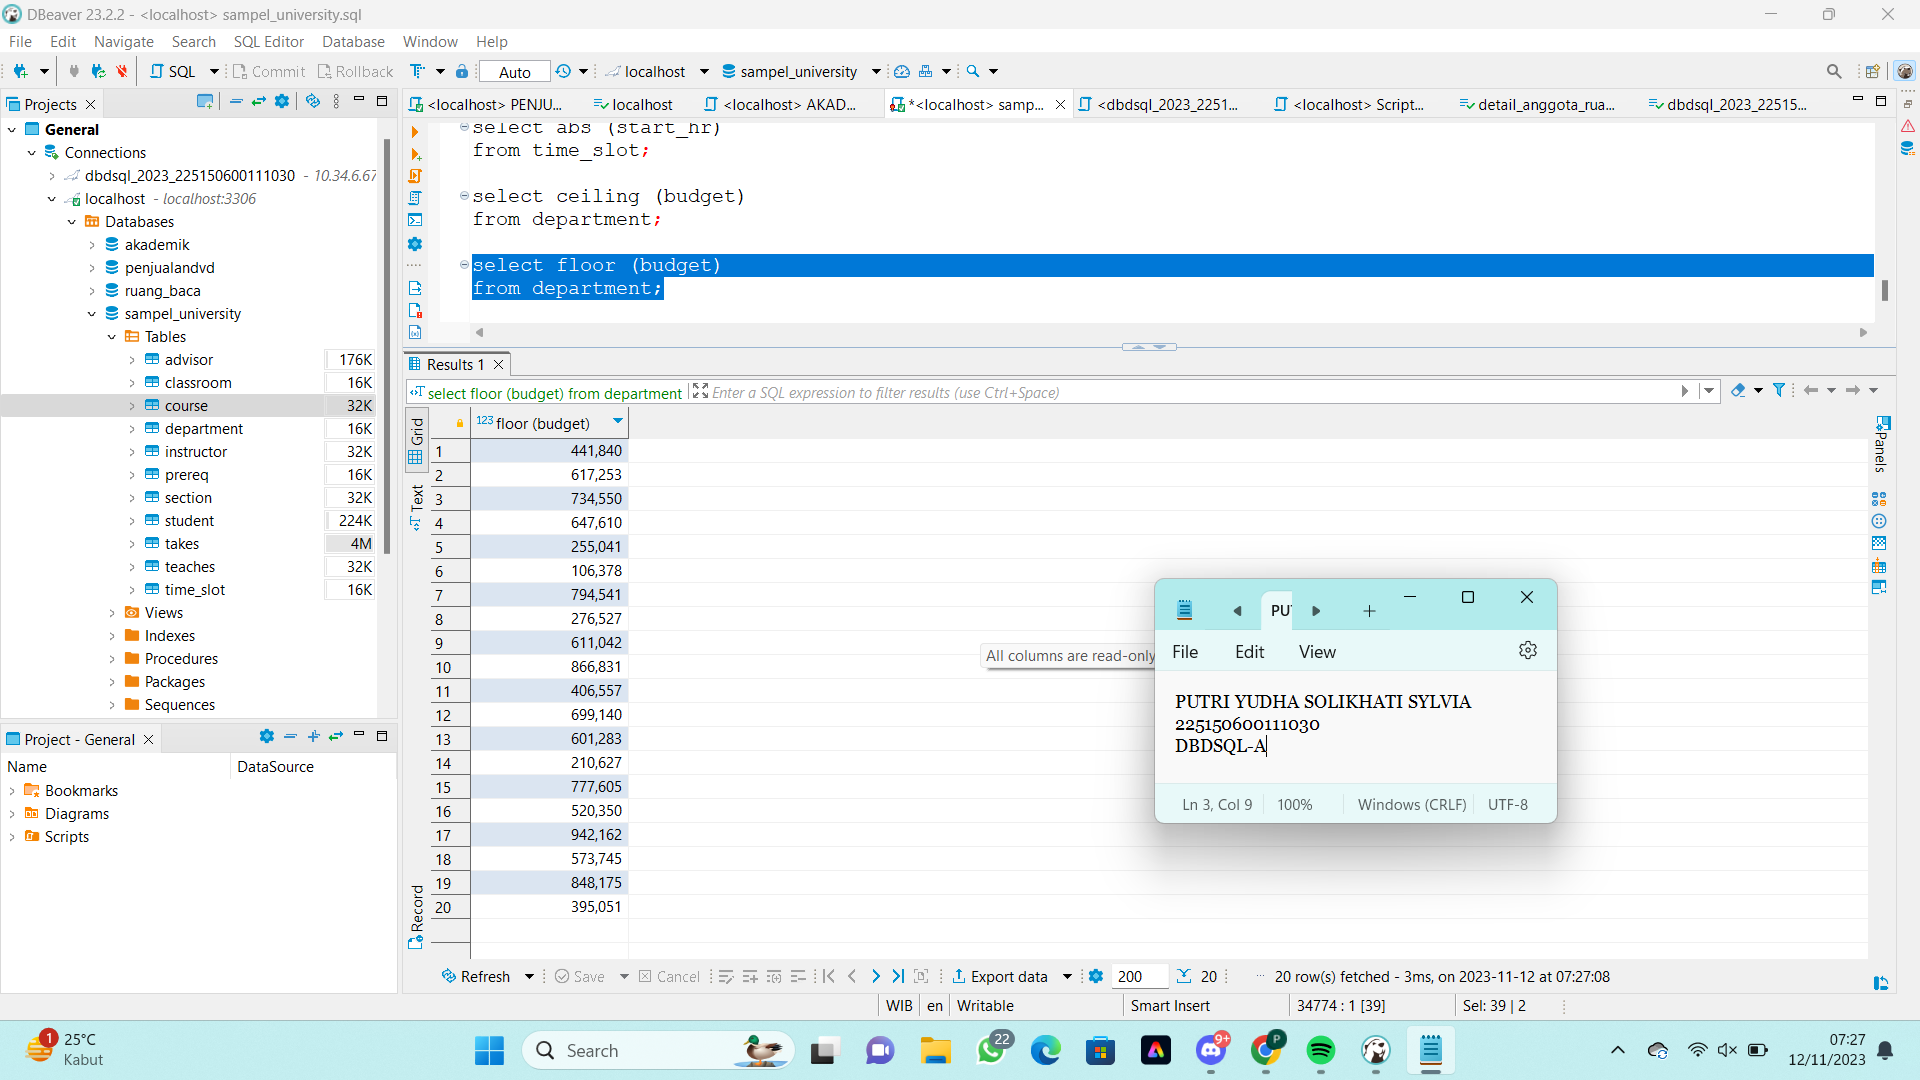 DBeaver 23.2.2 - <localhost> sampel_university.sql
File Edit Navigate Search SQL Editor Database Window Help
SQL Commit Rollback Auto localhost sampel_university
Projects
General
Connections
dbdsql_2023_225150600111030 - 10.34.6.67
localhost - localhost:3306
Databases
akademik
penjualandvd
ruang_baca
sampel_university
Tables
advisor 176K
classroom 16K
course 32K
department 16K
instructor 32K
prereq 16K
section 32K
student 224K
takes 4M
teaches 32K
time_slot 16K
Views
Indexes
Procedures
Packages
Sequences
Project - General
Name DataSource
Bookmarks
Diagrams
Scripts
<localhost> PENJU... localhost <localhost> AKAD... *<localhost> samp... <dbdsql_2023_2251... <localhost> Script... detail_anggota_rua... dbdsql_2023_22515...
select abs (start_hr)
from time_slot;
select ceiling (budget)
from department;
select floor (budget)
from department;
Results 1
select floor (budget) from department Enter a SQL expression to filter results (use Ctrl+Space)
Grid
Text
Record
Panels
123 floor (budget)
1 441,840
2 617,253
3 734,550
4 647,610
5 255,041
6 106,378
7 794,541
8 276,527
9 611,042
10 866,831
11 406,557
12 699,140
13 601,283
14 210,627
15 777,605
16 520,350
17 942,162
18 573,745
19 848,175
20 395,051
All columns are read-only
PU
File Edit View
PUTRI YUDHA SOLIKHATI SYLVIA
225150600111030
DBDSQL-A
Ln 3, Col 9 100% Windows (CRLF) UTF-8
Refresh Save Cancel Export data 200 20 20 row(s) fetched - 3ms, on 2023-11-12 at 07:27:08
WIB en Writable Smart Insert 34774 : 1 [39] Sel: 39 | 2
1 25°C
Kabut
Search
22
9+
P
07:27
12/11/2023